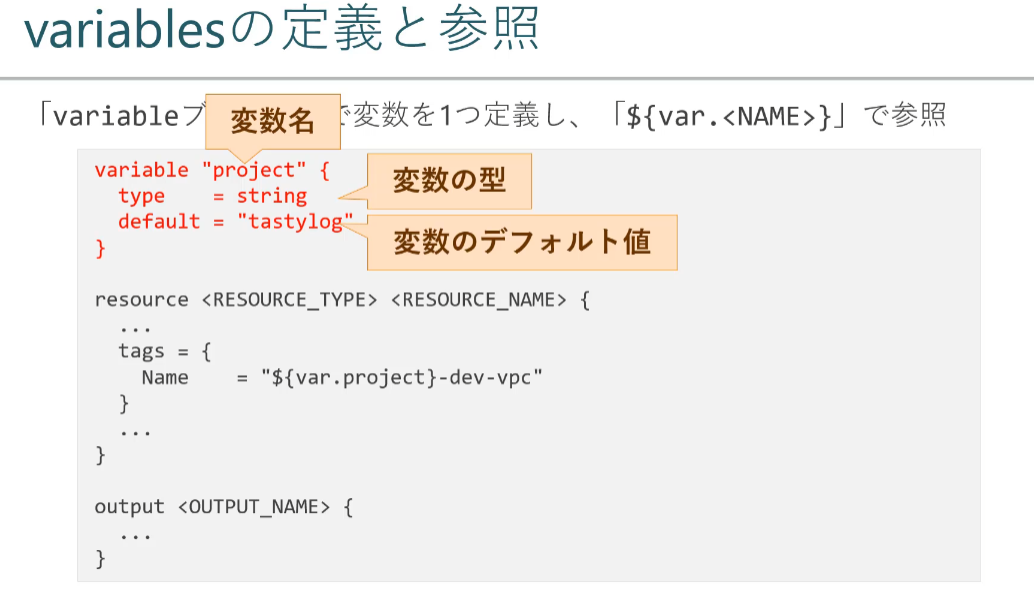 variablesの定義と参照
「variableブ
変数名
で変数を1つ定義し、「${var.<NAME>}」で参照
variable "project" {
変数の型
type    = string
default = "tastylog"
変数のデフォルト値
}
resource <RESOURCE_TYPE> <RESOURCE_NAME> {
...
tags = {
Name    = "${var.project}-dev-vpc"
}
...
}
output <OUTPUT_NAME> {
...
}